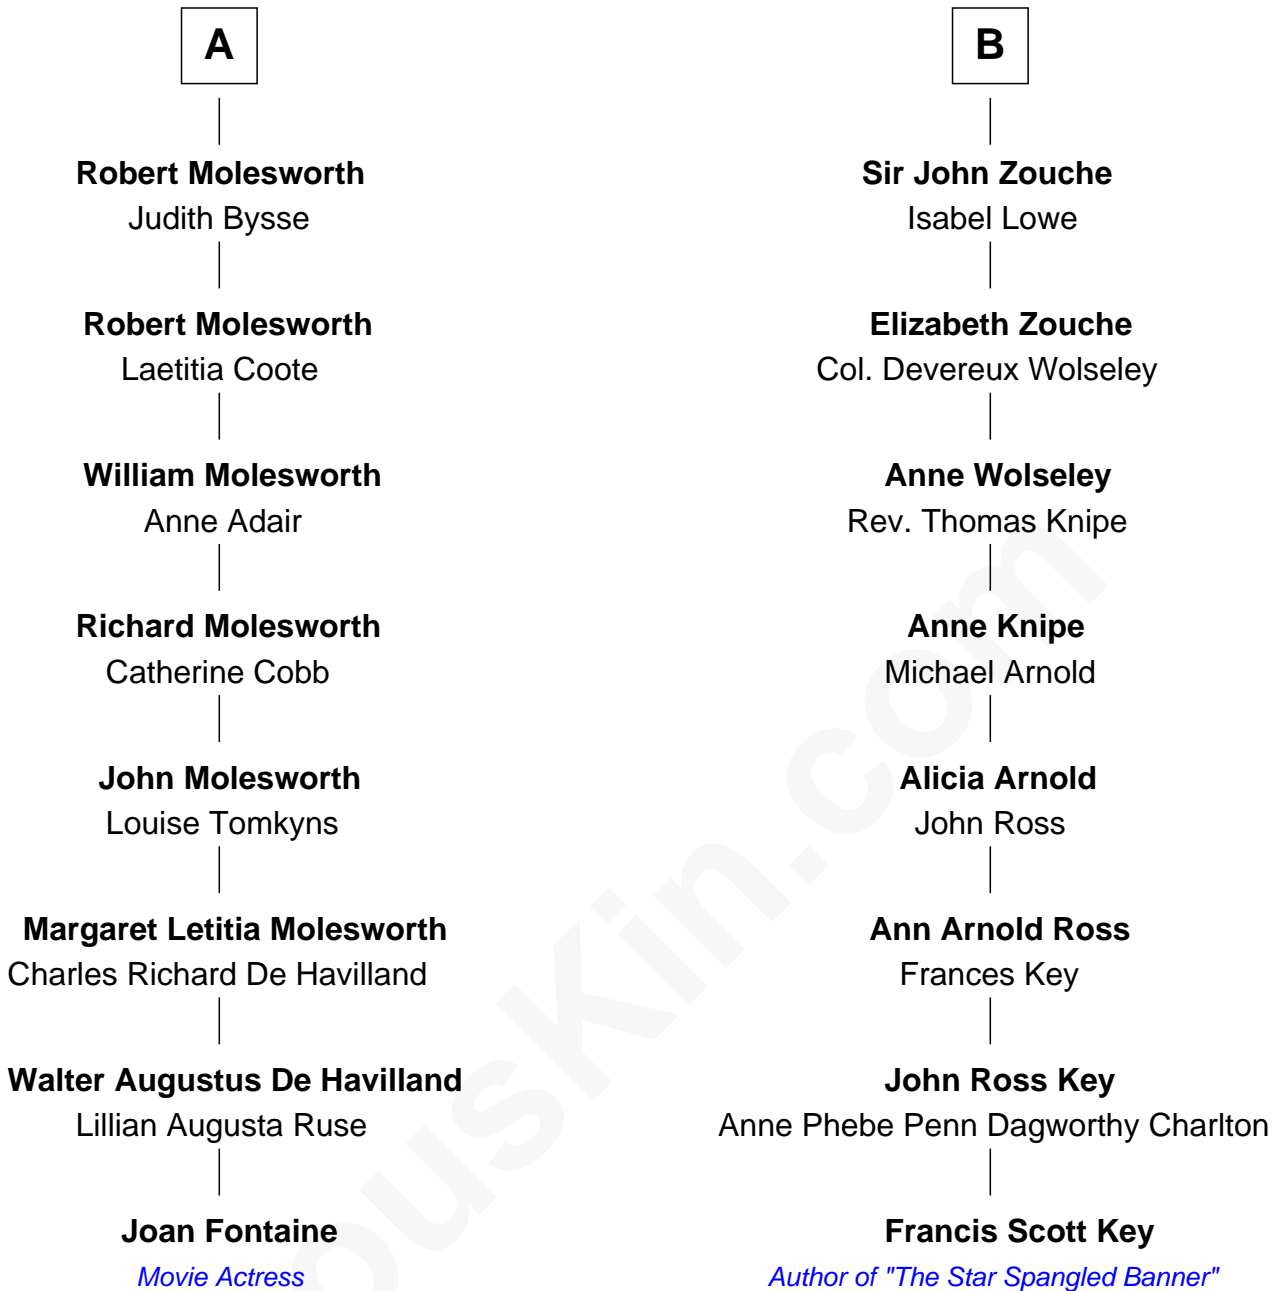 A
Robert Molesworth
Judith Bysse
Robert Molesworth
Laetitia Coote
William Molesworth
Anne Adair
Richard Molesworth
Catherine Cobb
John Molesworth
Louise Tomkyns
Margaret Letitia Molesworth
Charles Richard De Havilland
Walter Augustus De Havilland
Lillian Augusta Ruse
Joan Fontaine
Movie Actress
B
Sir John Zouche
Isabel Lowe
Elizabeth Zouche
Col. Devereux Wolseley
Anne Wolseley
Rev. Thomas Knipe
Anne Knipe
Michael Arnold
Alicia Arnold
John Ross
Ann Arnold Ross
Frances Key
John Ross Key
Anne Phebe Penn Dagworthy Charlton
Francis Scott Key
Author of "The Star Spangled Banner"
ousKin.com